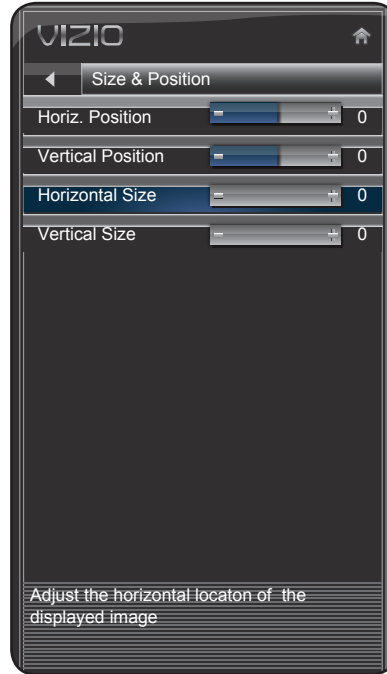 VIZIO
Size & Position
Horiz. Position 0
Vertical Position 0
Horizontal Size 0
Vertical Size 0
Adjust the horizontal locaton of the
displayed image